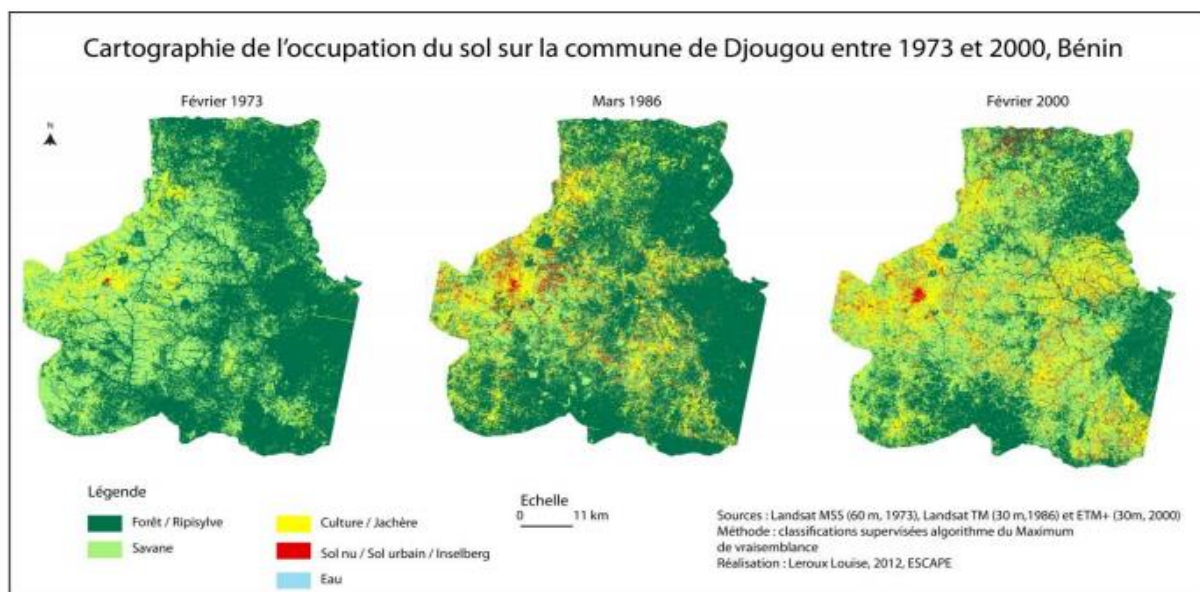 Cartographie de l'occupation du sol sur la commune de Djougou entre 1973 et 2000, Bénin
Février 1973
Mars 1986
Février 2000
N
Légende
Forêt / Ripisylve
Savane
Culture / Jachère
Sol nu / Sol urbain / Inselberg
Eau
Echelle
0 11 km
Sources : Landsat MSS (60 m, 1973), Landsat TM (30 m,1986) et ETM+ (30m, 2000)
Méthode : classifications supervisées algorithme du Maximum
de vraisemblance
Réalisation : Leroux Louise, 2012, ESCAPE